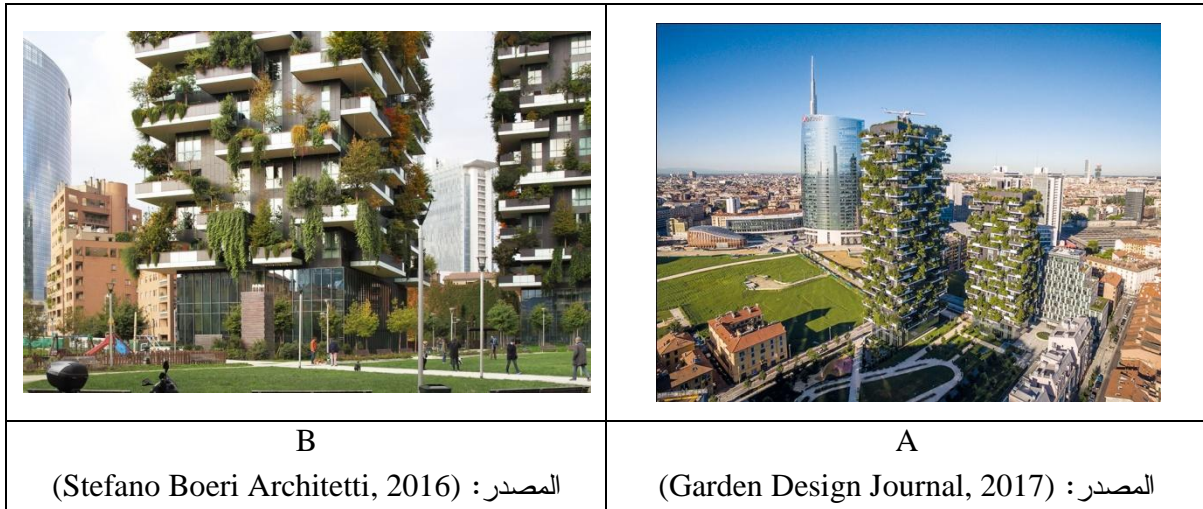 A
المصدر: (Garden Design Journal, 2017)
B
المصدر: (Stefano Boeri Architetti, 2016)